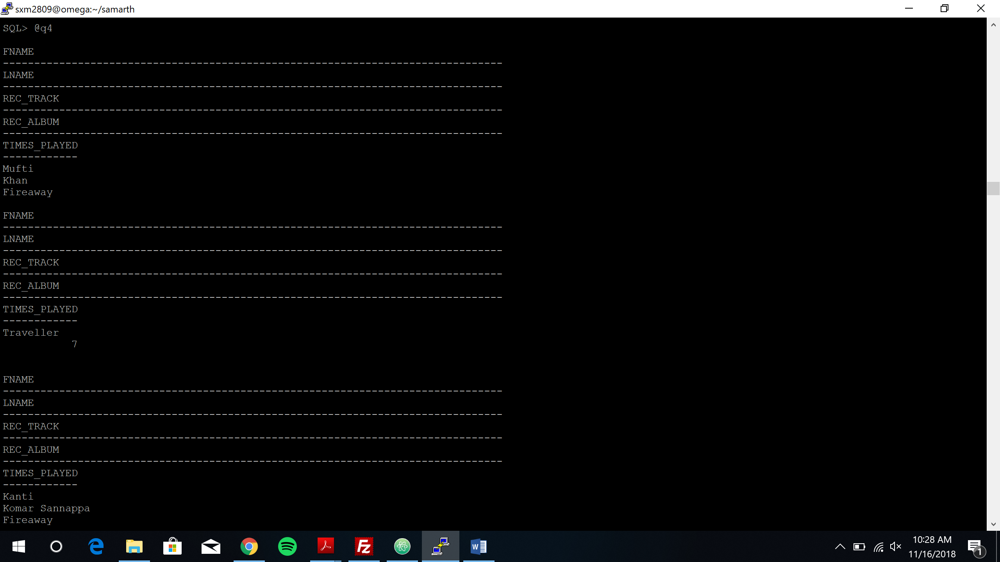 sxm2809@omega:~/samarth
SQL> @q4
FNAME
--------------------------------------------------------------------------------
LNAME
--------------------------------------------------------------------------------
REC_TRACK
--------------------------------------------------------------------------------
REC_ALBUM
--------------------------------------------------------------------------------
TIMES_PLAYED
------------
Mufti
Khan
Fireaway
FNAME
--------------------------------------------------------------------------------
LNAME
--------------------------------------------------------------------------------
REC_TRACK
--------------------------------------------------------------------------------
REC_ALBUM
--------------------------------------------------------------------------------
TIMES_PLAYED
------------
Traveller
7
FNAME
--------------------------------------------------------------------------------
LNAME
--------------------------------------------------------------------------------
REC_TRACK
--------------------------------------------------------------------------------
REC_ALBUM
--------------------------------------------------------------------------------
TIMES_PLAYED
------------
Kanti
Komar Sannappa
Fireaway
10:28 AM
11/16/2018
1